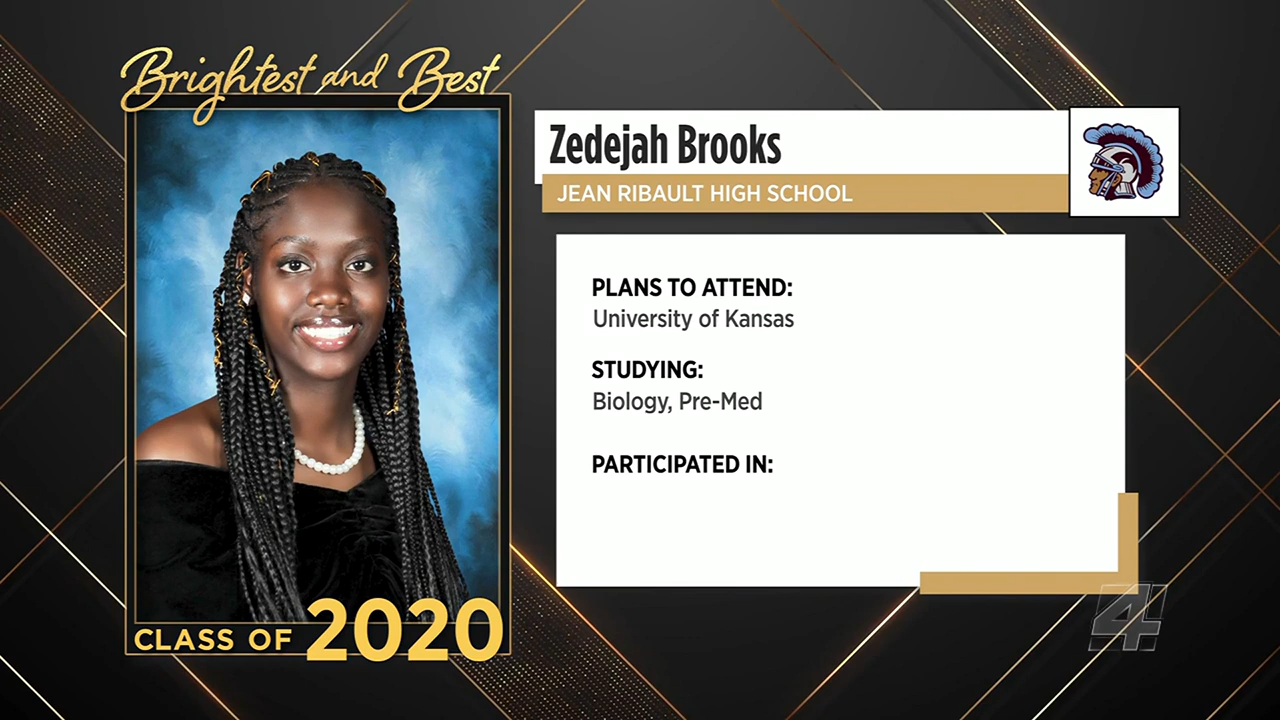 Brightest and Best
Zedejah Brooks
JEAN RIBAULT HIGH SCHOOL
PLANS TO ATTEND:
University of Kansas
STUDYING:
Biology, Pre-Med
PARTICIPATED IN:
CLASS OF 2020
4